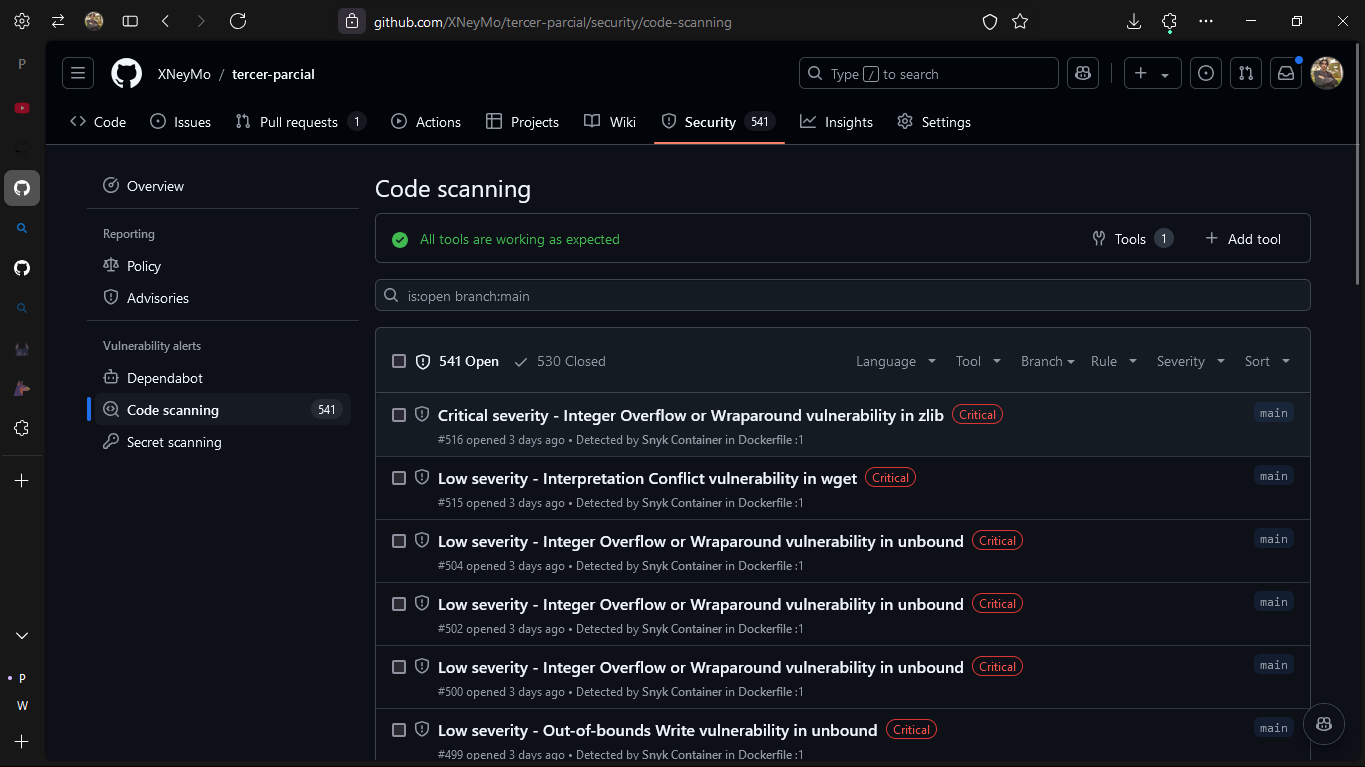 github.com/XNeyMo/tercer-parcial/security/code-scanning
P
XNeyMo / tercer-parcial
Type / to search
Code
Issues
Pull requests 1
Actions
Projects
Wiki
Security 541
Insights
Settings
Overview
Reporting
Policy
Advisories
Vulnerability alerts
Dependabot
Code scanning 541
Secret scanning
Code scanning
All tools are working as expected
Tools 1
Add tool
is:open branch:main
541 Open
530 Closed
Language
Tool
Branch
Rule
Severity
Sort
Critical severity - Integer Overflow or Wraparound vulnerability in zlib Critical main
#516 opened 3 days ago • Detected by Snyk Container in Dockerfile :1
Low severity - Interpretation Conflict vulnerability in wget Critical main
#515 opened 3 days ago • Detected by Snyk Container in Dockerfile :1
Low severity - Integer Overflow or Wraparound vulnerability in unbound Critical main
#504 opened 3 days ago • Detected by Snyk Container in Dockerfile :1
Low severity - Integer Overflow or Wraparound vulnerability in unbound Critical main
#502 opened 3 days ago • Detected by Snyk Container in Dockerfile :1
Low severity - Integer Overflow or Wraparound vulnerability in unbound Critical main
#500 opened 3 days ago • Detected by Snyk Container in Dockerfile :1
Low severity - Out-of-bounds Write vulnerability in unbound Critical main
#499 opened 3 days ago • Detected by Snyk Container in Dockerfile :1
P
W